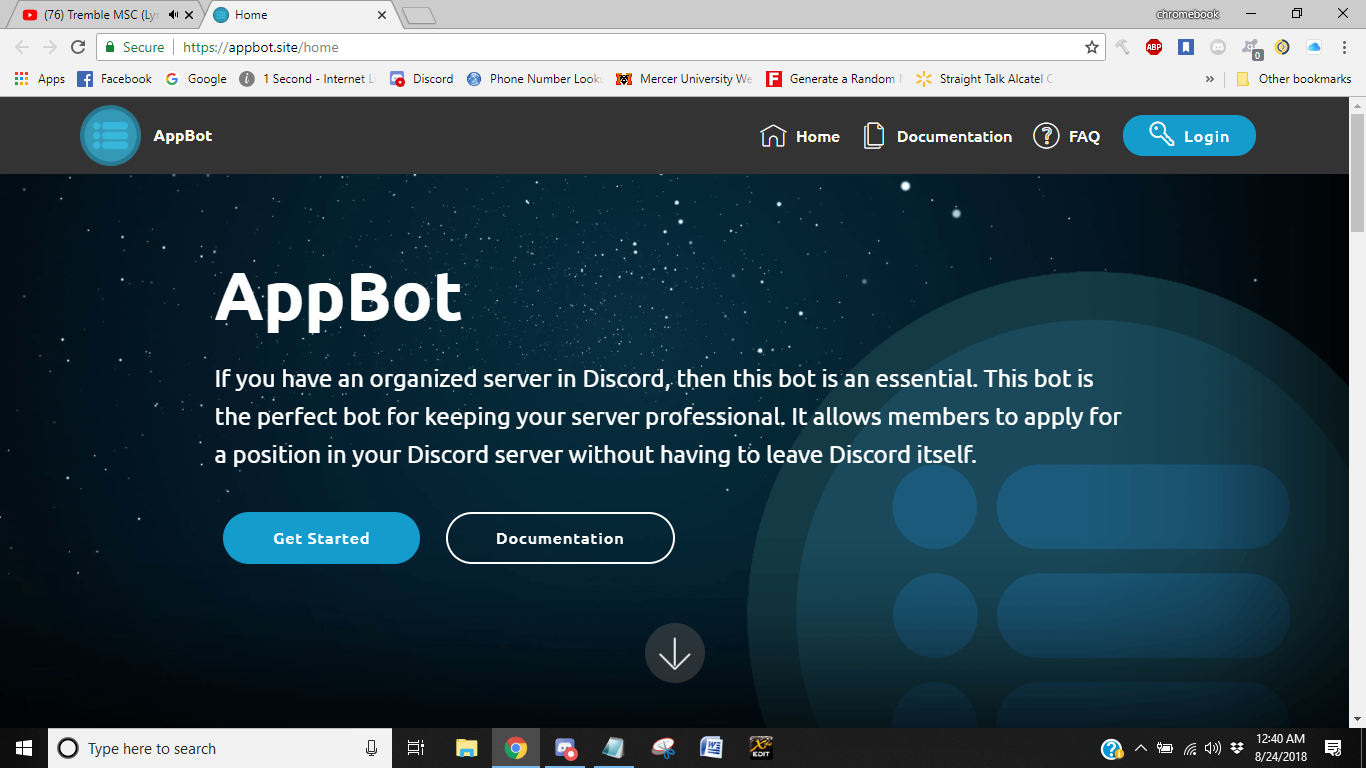 (76) Tremble MSC (Lyr
Home
chromebook
Secure
https://appbot.site/home
ABP
0
Apps
Facebook
Google
1 Second - Internet Li
Discord
Phone Number Look
Mercer University We
Generate a Random
Straight Talk Alcatel C
»
Other bookmarks
AppBot
Home
Documentation
FAQ
Login
AppBot
If you have an organized server in Discord, then this bot is an essential. This bot is
the perfect bot for keeping your server professional. It allows members to apply for
a position in your Discord server without having to leave Discord itself.
Get Started
Documentation
Type here to search
EDIT
12:40 AM
8/24/2018